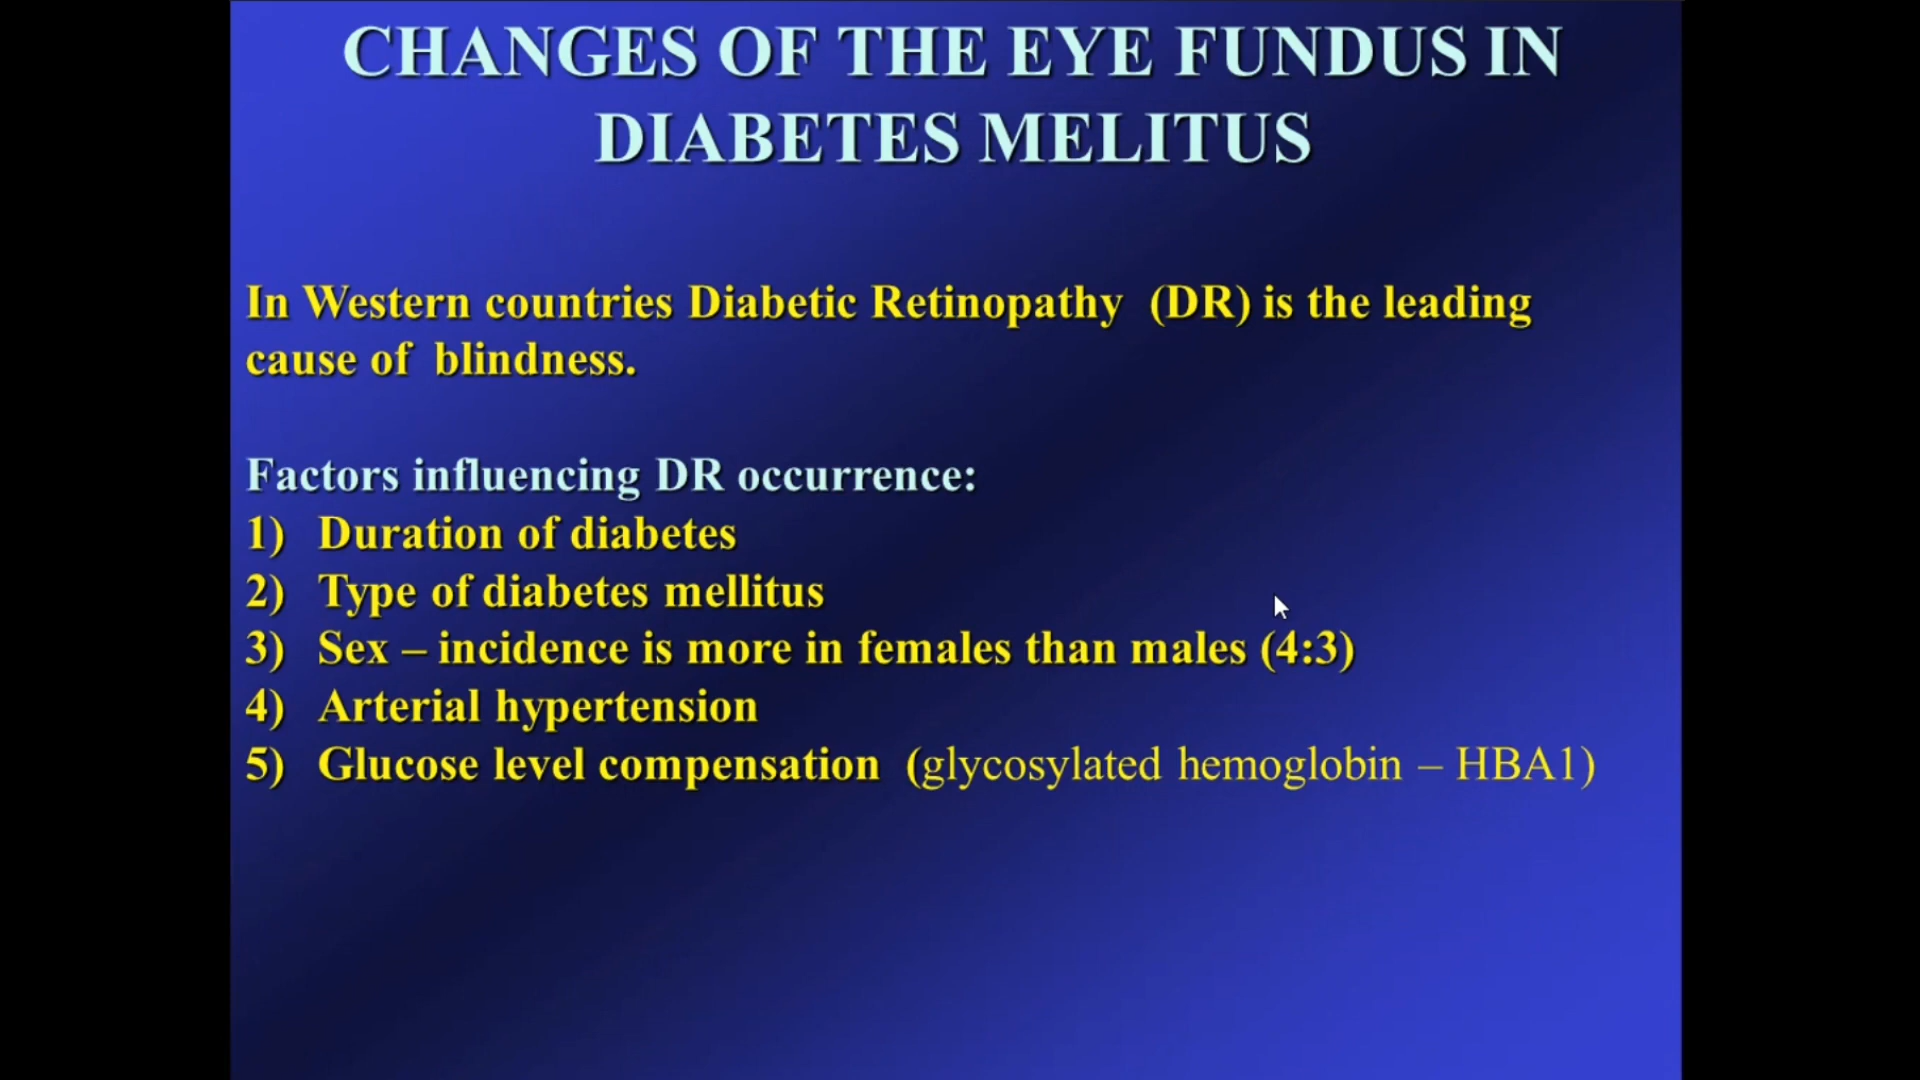 CHANGES OF THE EYE FUNDUS IN
DIABETES MELITUS
In Western countries Diabetic Retinopathy (DR) is the leading
cause of blindness.
Factors influencing DR occurrence:
1) Duration of diabetes
2) Type of diabetes mellitus
3) Sex – incidence is more in females than males (4:3)
4) Arterial hypertension
5) Glucose level compensation (glycosylated hemoglobin – HBA1)